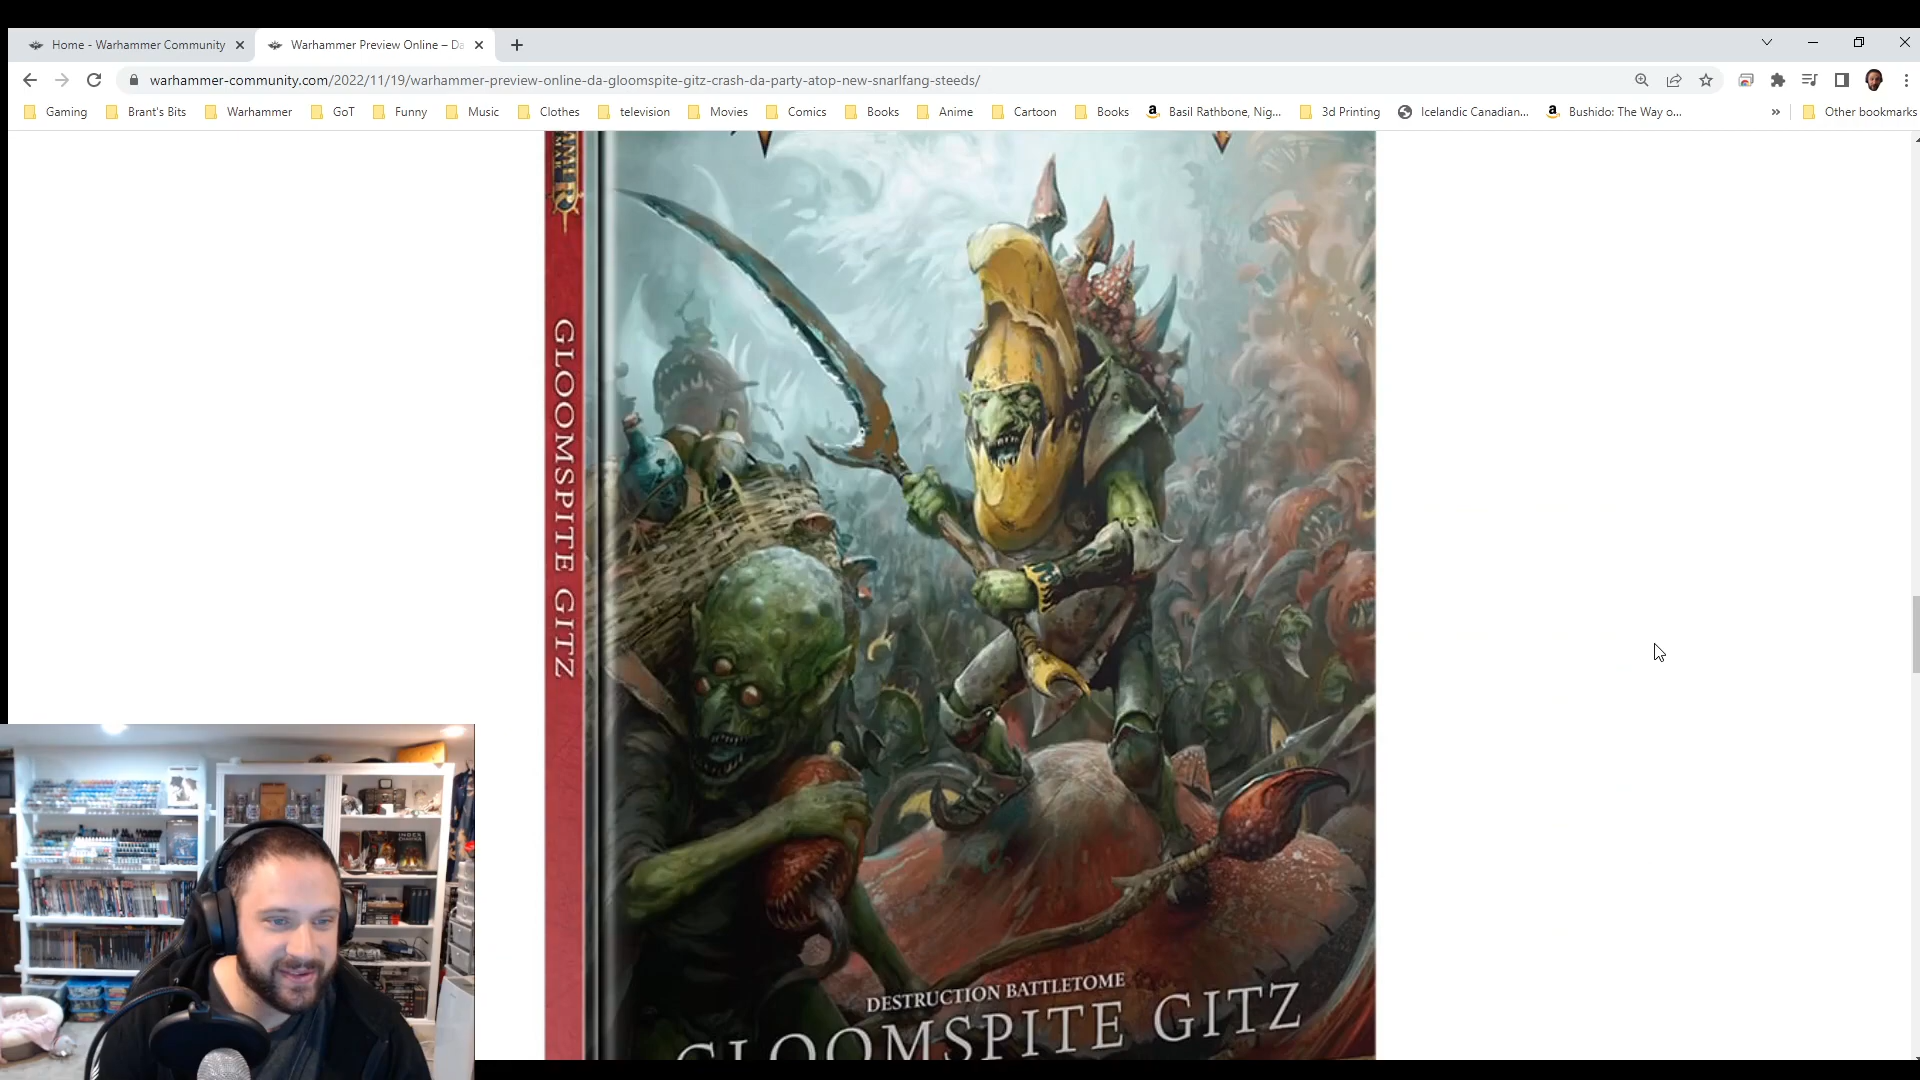 Home - Warhammer Community
Warhammer Preview Online – Da
warhammer-community.com/2022/11/19/warhammer-preview-online-da-gloomspite-gitz-crash-da-party-atop-new-snarlfang-steeds/
Gaming
Brant's Bits
Warhammer
GoT
Funny
Music
Clothes
television
Movies
Comics
Books
Anime
Cartoon
Books
Basil Rathbone, Nig...
3d Printing
Icelandic Canadian...
Bushido: The Way o...
»
Other bookmarks
GLOOMSPITE GITZ
DESTRUCTION BATTLETOME
GLOOMSPITE GITZ